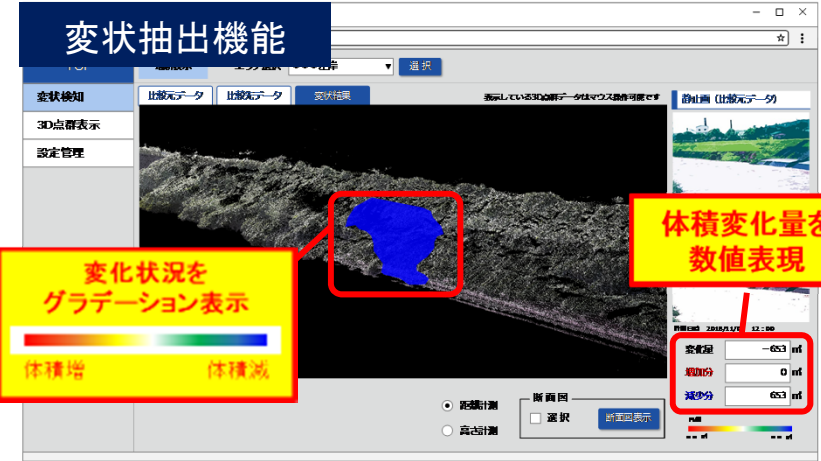 変状抽出機能
TOP
選択
変状検知
3D点群表示
設定管理
比較元データ
比較先データ
変状結果
表示している3D点群データはマウス操作可能です
静止画（比較元データ）
体積変化量を
数値表現
変化状況を
グラデーション表示
体積増
体積減
12:00
変化量
-653 ㎥
増加分
0 ㎥
減少分
653 ㎥
距離計測
高さ計測
断面図
選択
断面図表示
凡例
-- ㎥
-- ㎥